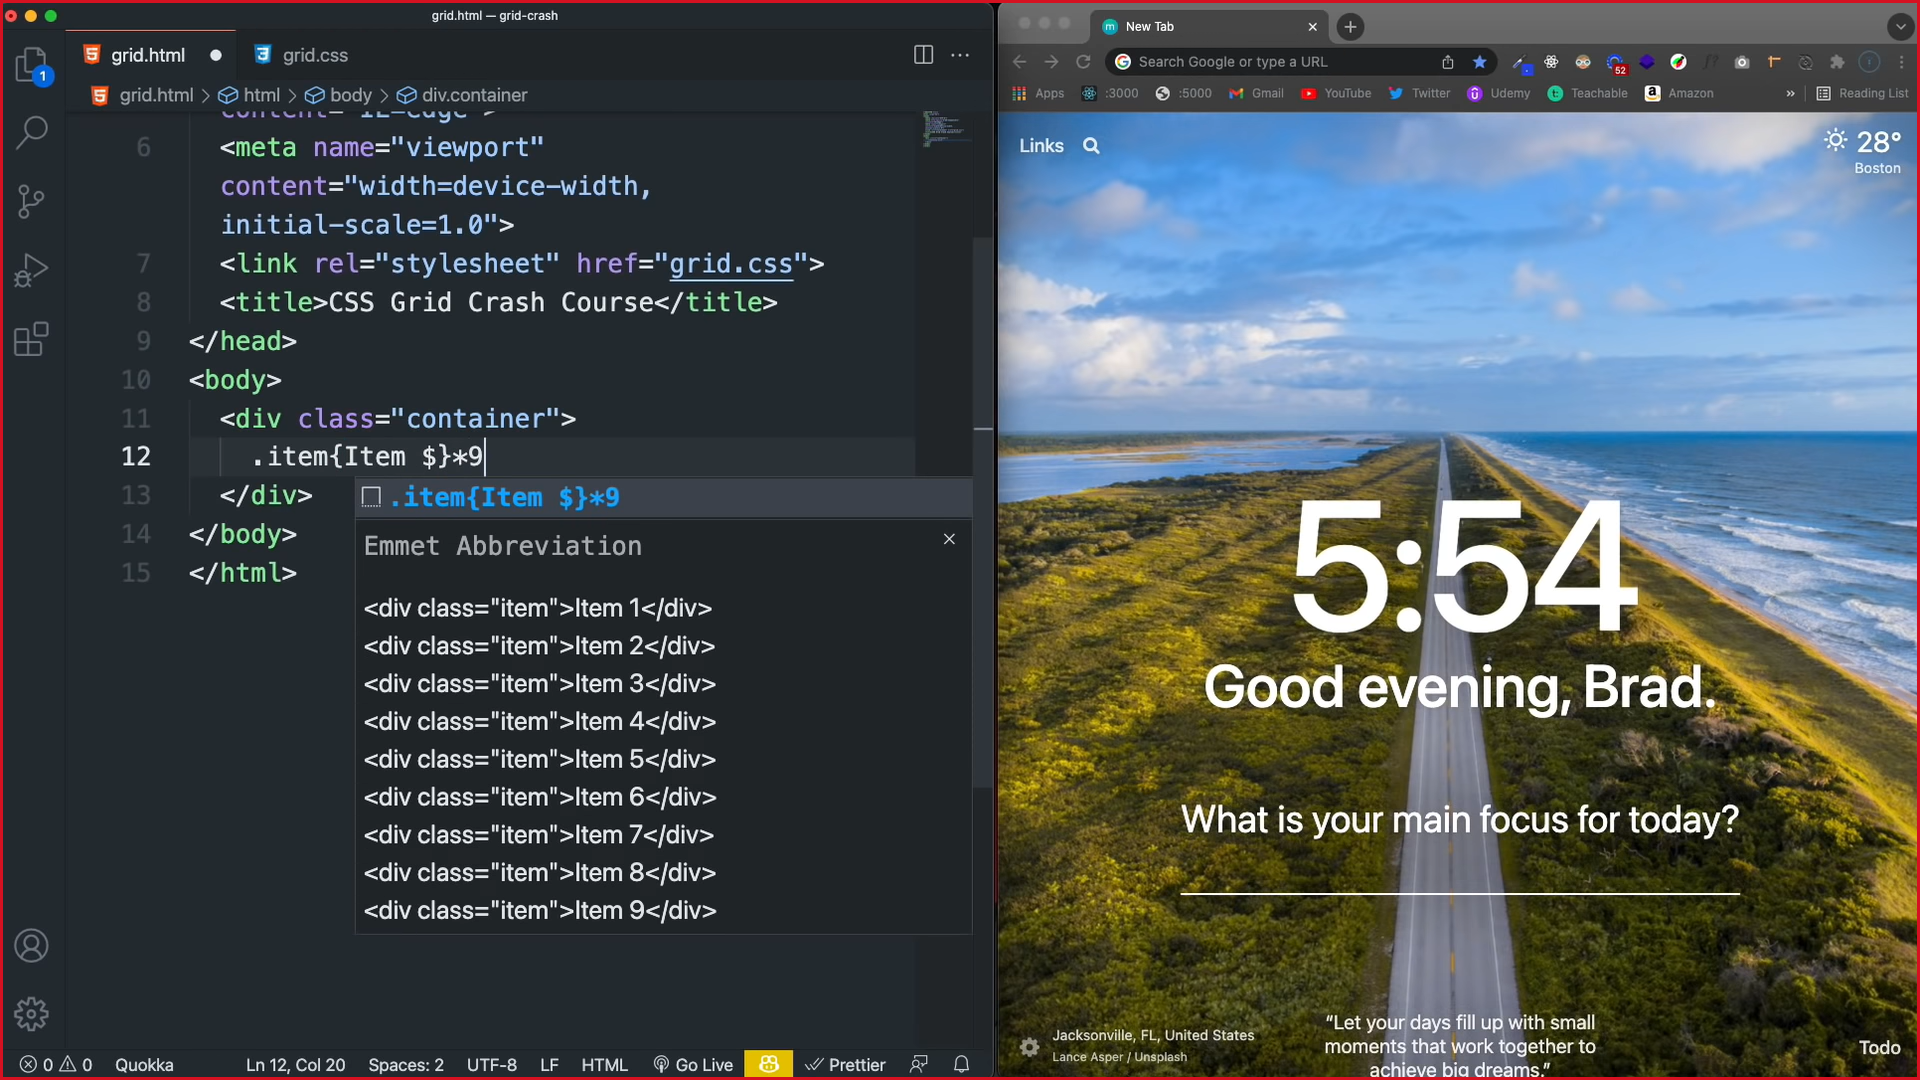 grid.html — grid-crash
grid.html
grid.css
grid.html > html > body > div.container
content="IE=edge">
6 <meta name="viewport"
content="width=device-width,
initial-scale=1.0">
7 <link rel="stylesheet" href="grid.css">
8 <title>CSS Grid Crash Course</title>
9 </head>
10 <body>
11 <div class="container">
12 .item{Item $}*9
13 </div>
14 </body>
15 </html>
.item{Item $}*9
Emmet Abbreviation
<div class="item">Item 1</div>
<div class="item">Item 2</div>
<div class="item">Item 3</div>
<div class="item">Item 4</div>
<div class="item">Item 5</div>
<div class="item">Item 6</div>
<div class="item">Item 7</div>
<div class="item">Item 8</div>
<div class="item">Item 9</div>
1
0 0 Quokka Ln 12, Col 20 Spaces: 2 UTF-8 LF HTML Go Live Prettier
New Tab
Search Google or type a URL
52
Apps :3000 :5000 Gmail YouTube Twitter Udemy Teachable Amazon » Reading List
Links
28°
Boston
5:54
Good evening, Brad.
What is your main focus for today?
Jacksonville, FL, United States
Lance Asper / Unsplash
“Let your days fill up with small
moments that work together to
achieve big dreams.”
Todo